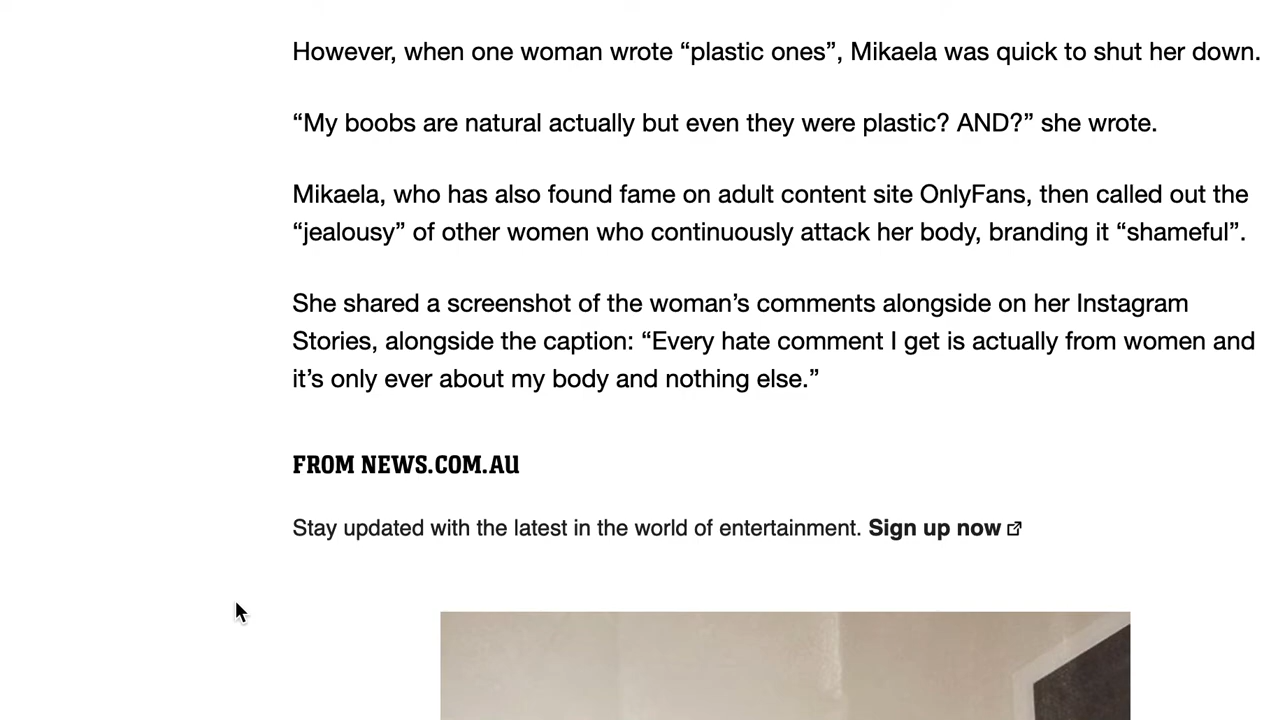 However, when one woman wrote “plastic ones”, Mikaela was quick to shut her down.
“My boobs are natural actually but even they were plastic? AND?” she wrote.
Mikaela, who has also found fame on adult content site OnlyFans, then called out the
“jealousy” of other women who continuously attack her body, branding it “shameful”.
She shared a screenshot of the woman’s comments alongside on her Instagram
Stories, alongside the caption: “Every hate comment I get is actually from women and
it’s only ever about my body and nothing else.”
FROM NEWS.COM.AU
Stay updated with the latest in the world of entertainment. Sign up now